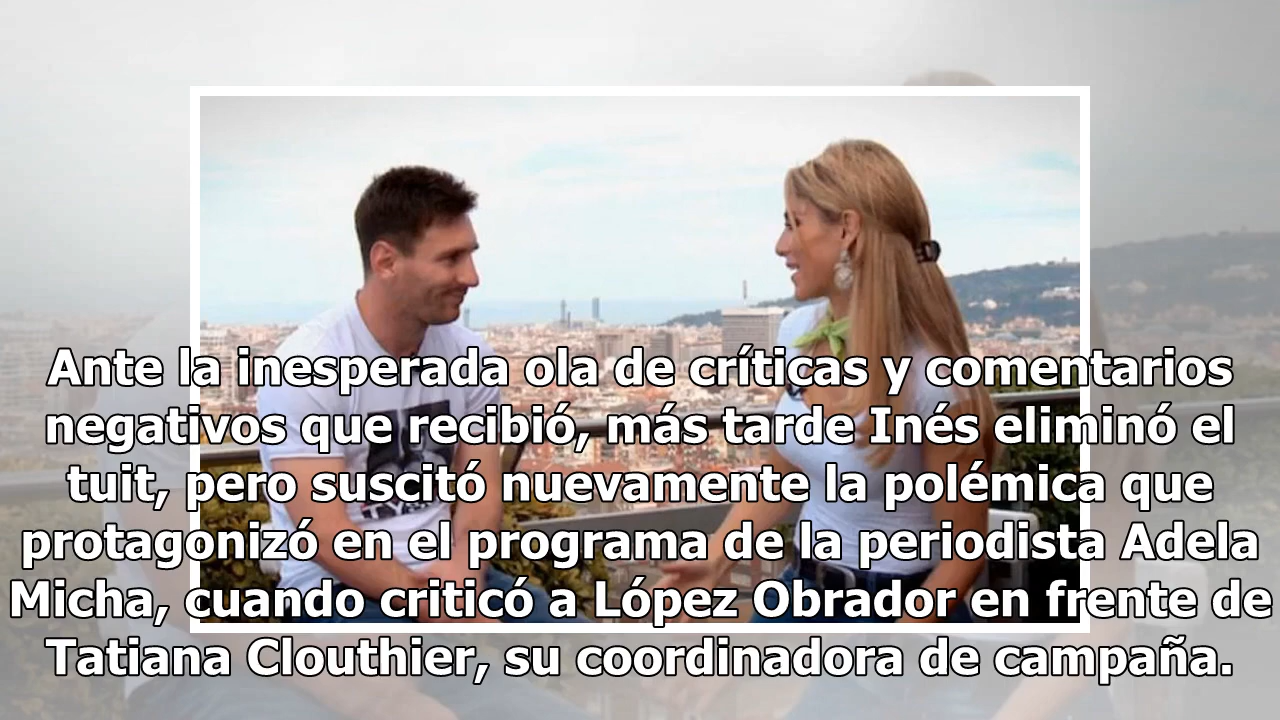 Ante la inesperada ola de críticas y comentarios
negativos que recibió, más tarde Inés eliminó el
tuit, pero suscitó nuevamente la polémica que
protagonizó en el programa de la periodista Adela
Micha, cuando criticó a López Obrador en frente de
Tatiana Clouthier, su coordinadora de campaña.